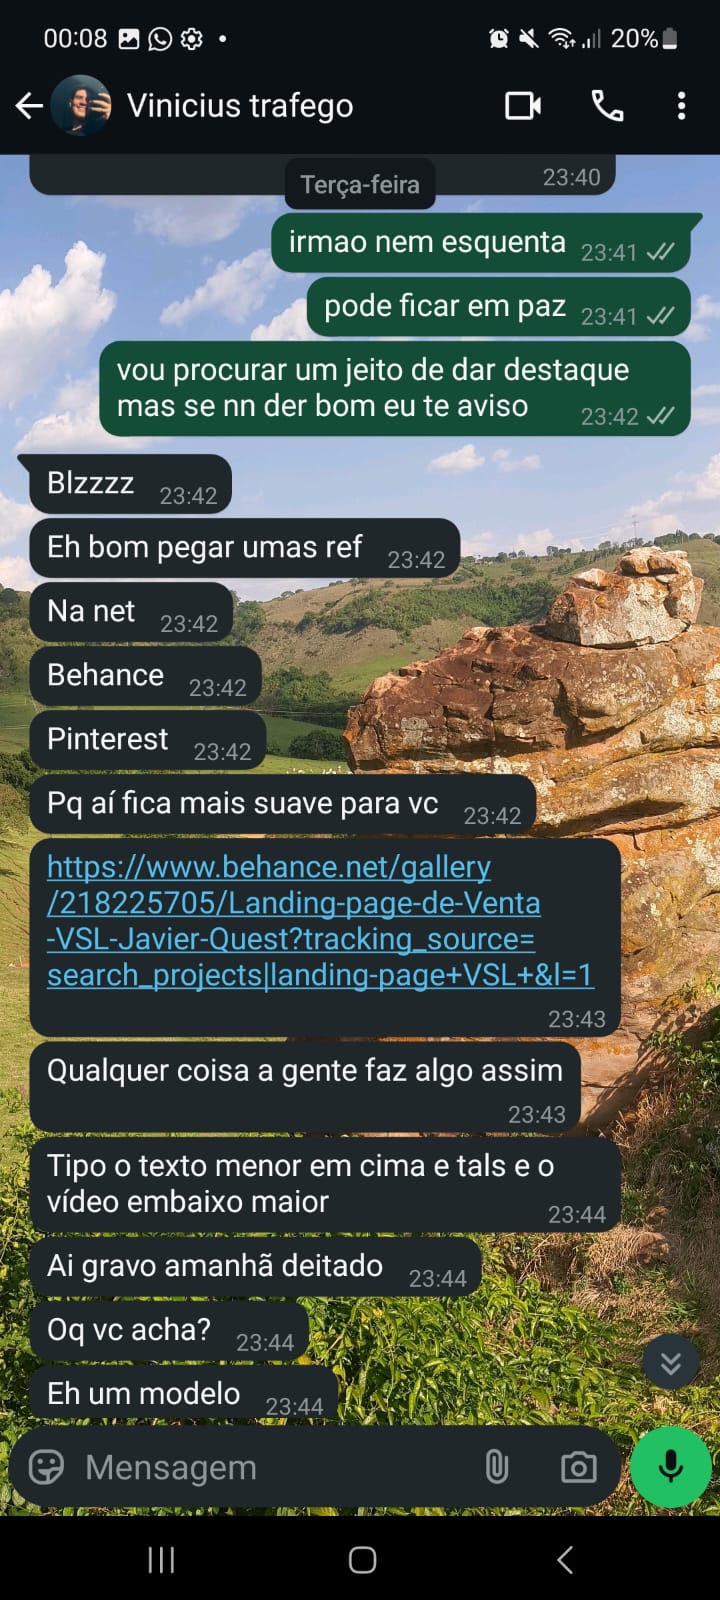 00:08
20%
Vinicius trafego
23:40
Terça-feira
irmao nem esquenta 23:41
pode ficar em paz 23:41
vou procurar um jeito de dar destaque
mas se nn der bom eu te aviso 23:42
Blzzzz 23:42
Eh bom pegar umas ref 23:42
Na net 23:42
Behance 23:42
Pinterest 23:42
Pq aí fica mais suave para vc 23:42
https://www.behance.net/gallery
/218225705/Landing-page-de-Venta
-VSL-Javier-Quest?tracking_source=
search_projects|landing-page+VSL+&l=1
23:43
Qualquer coisa a gente faz algo assim
23:43
Tipo o texto menor em cima e tals e o
vídeo embaixo maior 23:44
Ai gravo amanhã deitado 23:44
Oq vc acha? 23:44
Eh um modelo 23:44
Mensagem